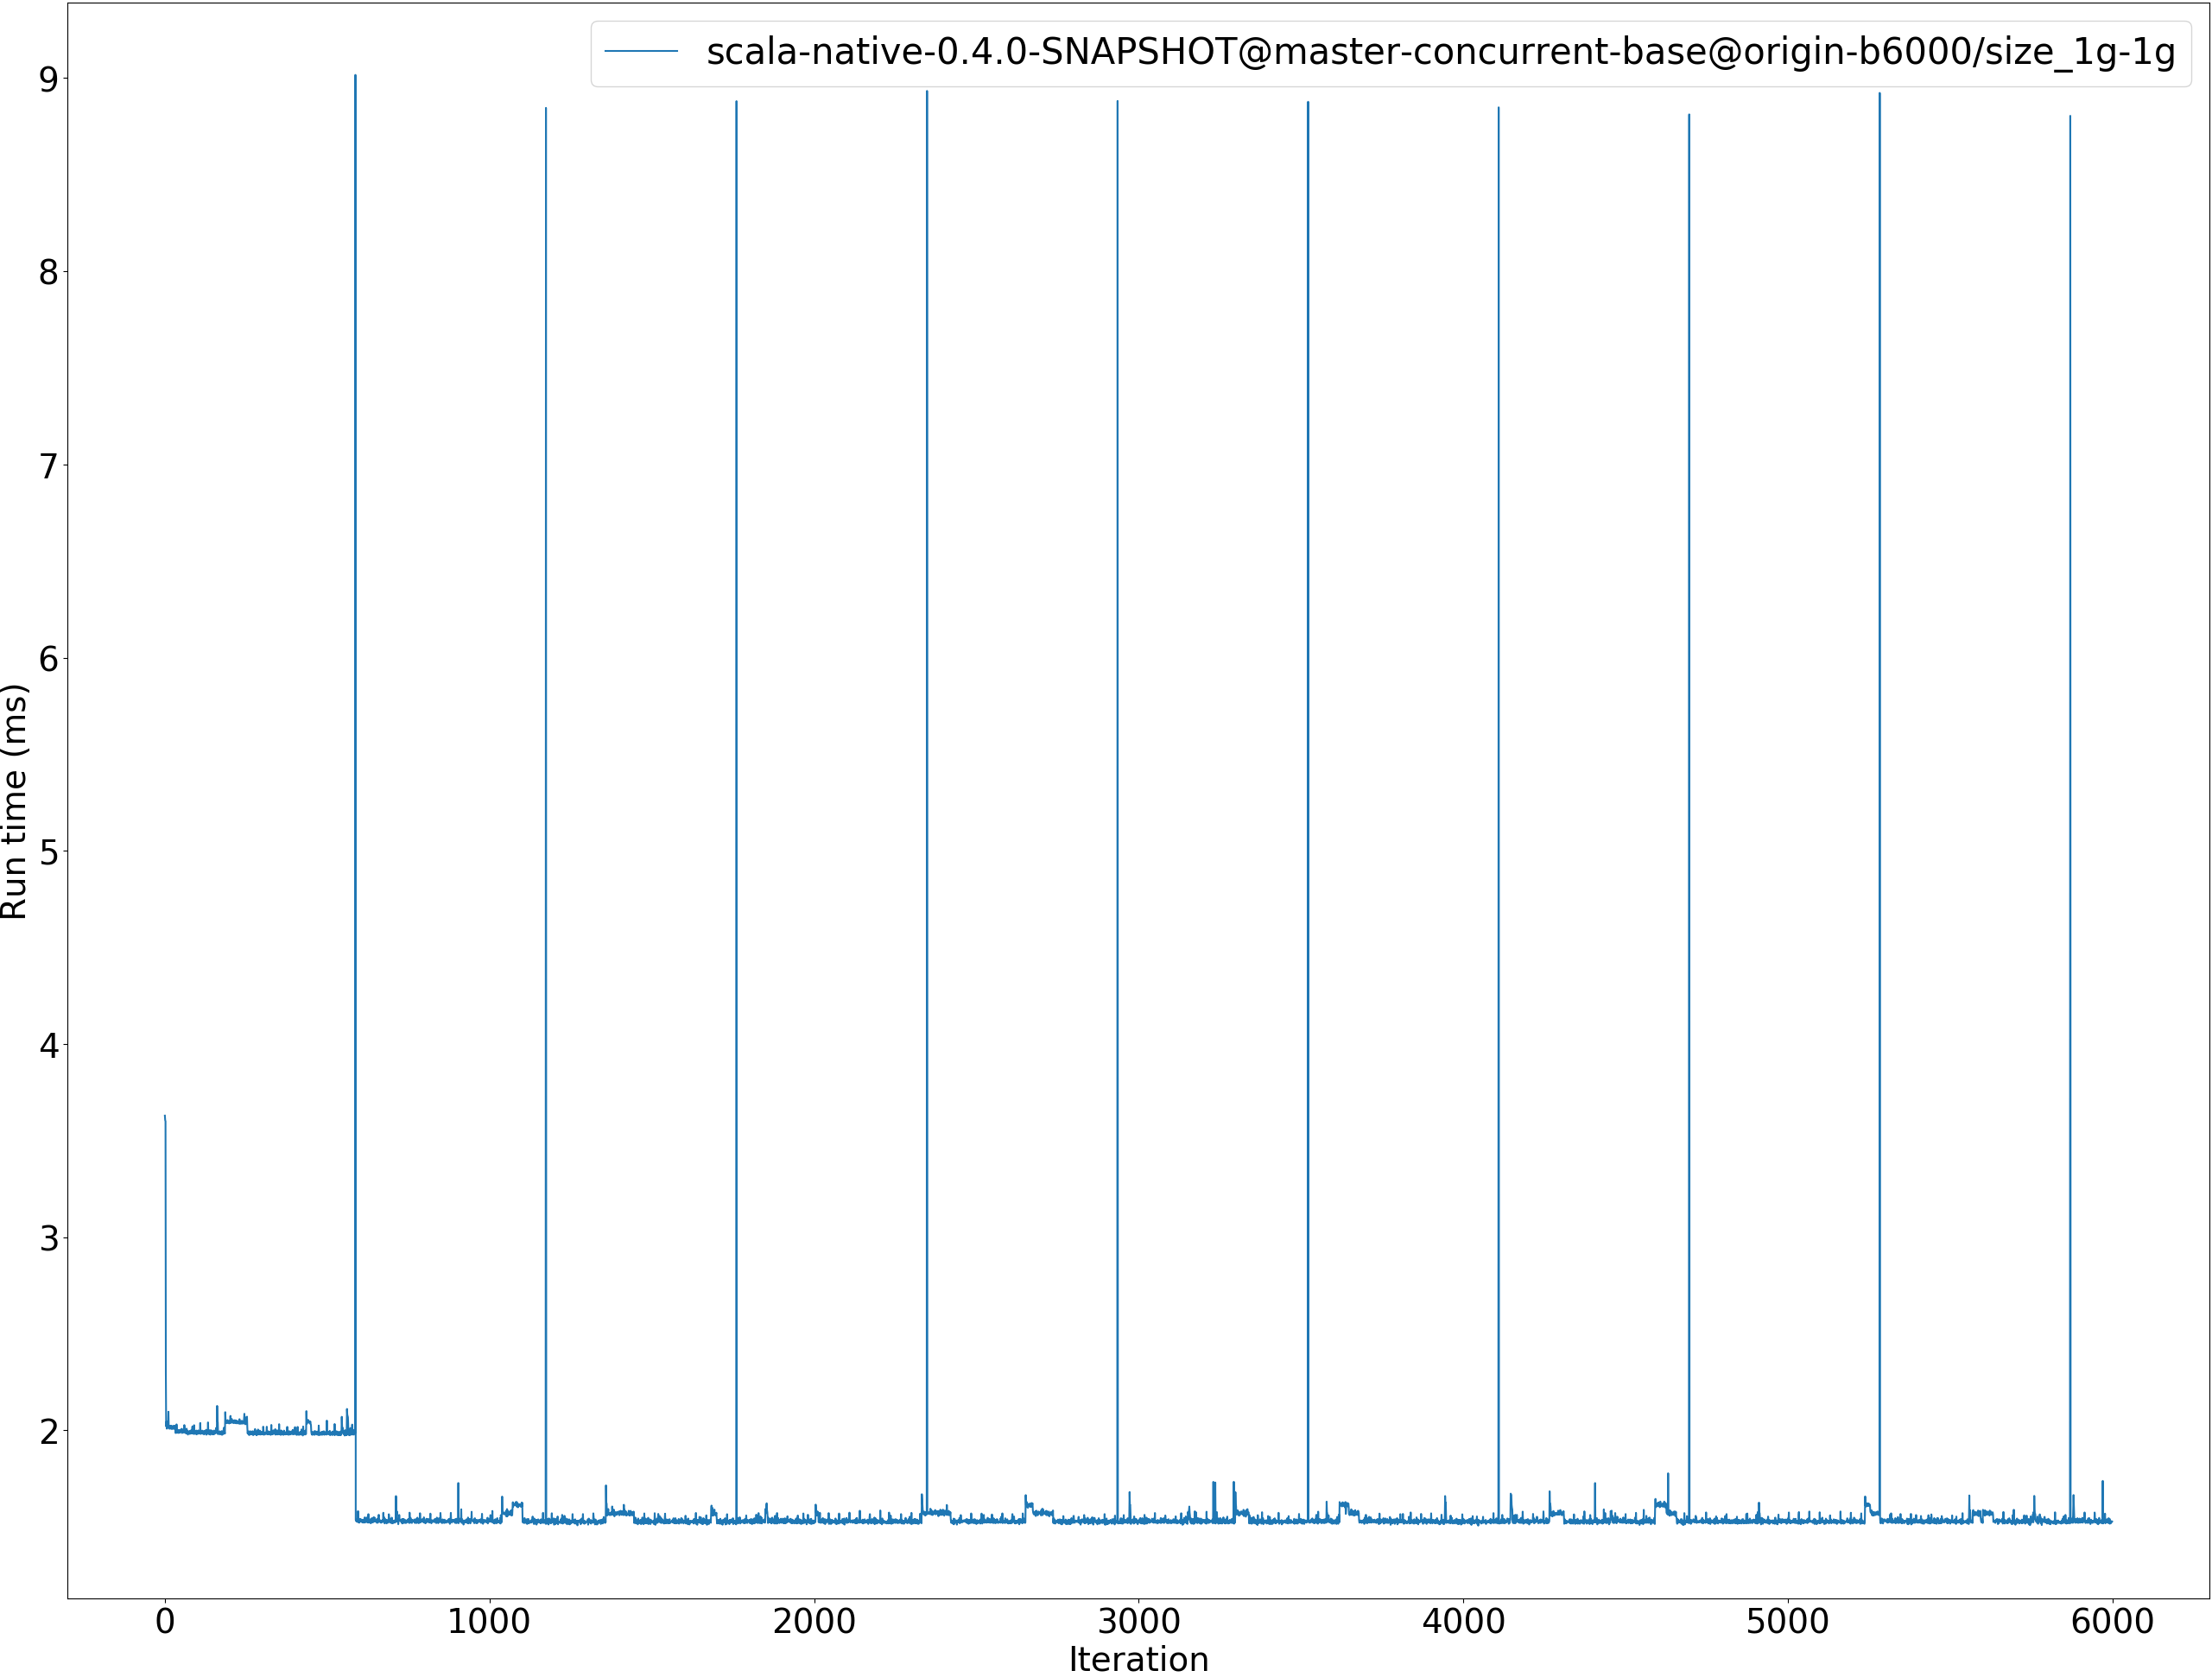 scala-native-0.4.0-SNAPSHOT@master-concurrent-base@origin-b6000/size_1g-1g
9
8
7
6
5
4
3
2
Run time (ms)
0 1000 2000 3000 4000 5000 6000
Iteration